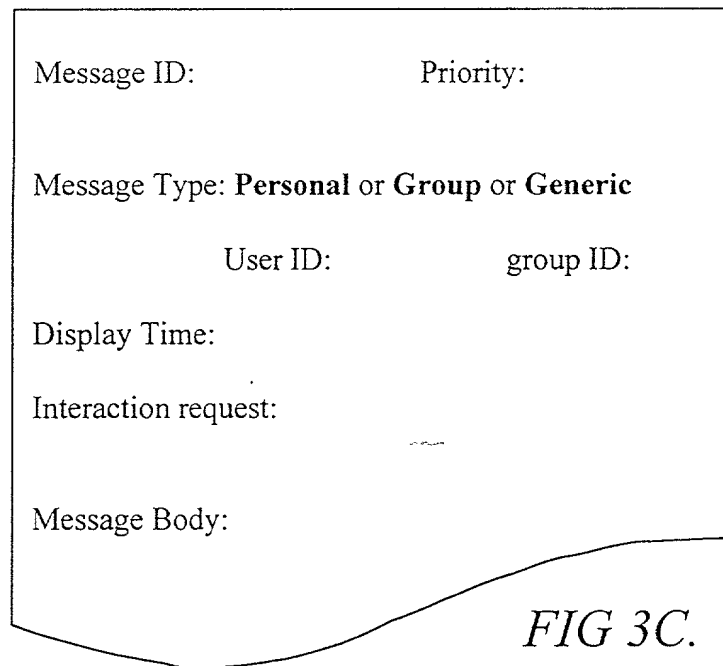 Message ID: Priority:
Message Type: Personal or Group or Generic
User ID: group ID:
Display Time:
Interaction request:
Message Body:
FIG 3C.